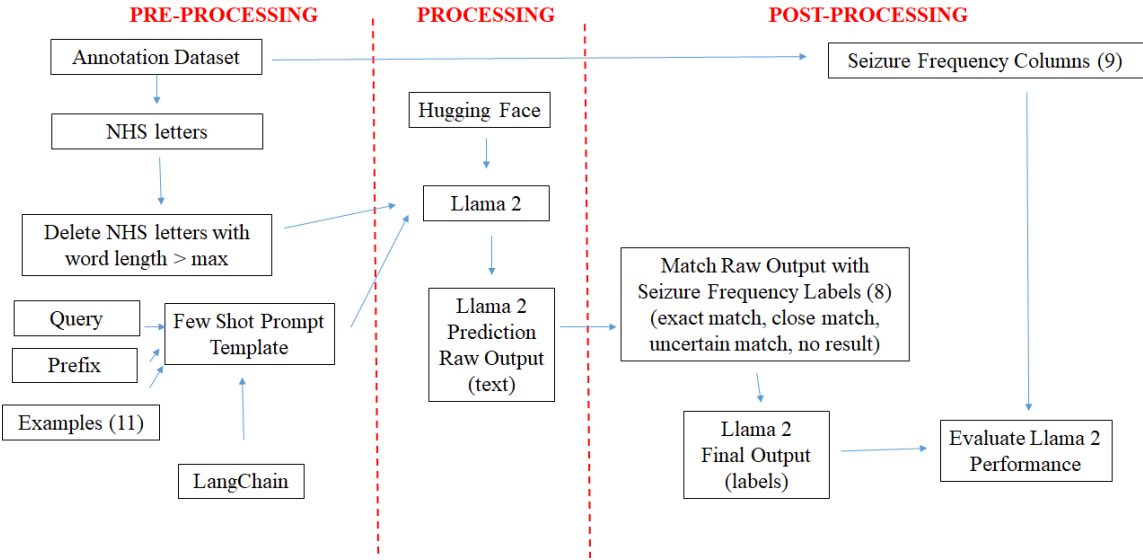 PRE-PROCESSING
PROCESSING
POST-PROCESSING
Annotation Dataset
Seizure Frequency Columns (9)
Hugging Face
NHS letters
Llama 2
Delete NHS letters with
word length > max
Match Raw Output with
Seizure Frequency Labels (8)
(exact match, close match,
uncertain match, no result)
Query
Prefix
Examples (11)
Few Shot Prompt
Template
Llama 2
Prediction
Raw Output
(text)
LangChain
Llama 2
Final Output
(labels)
Evaluate Llama 2
Performance